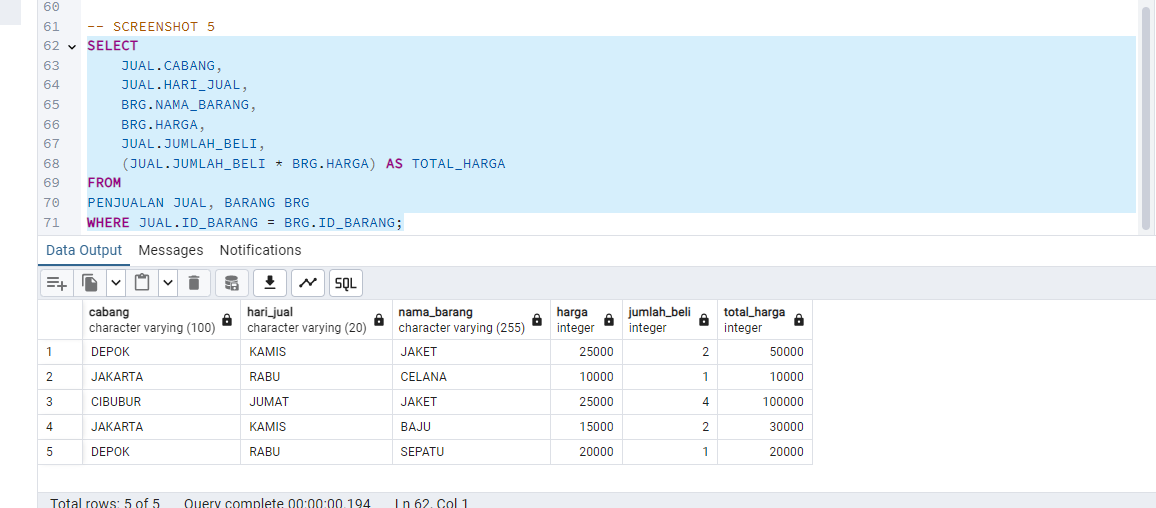 60
61 -- SCREENSHOT 5
62 SELECT
63 JUAL.CABANG,
64 JUAL.HARI_JUAL,
65 BRG.NAMA_BARANG,
66 BRG.HARGA,
67 JUAL.JUMLAH_BELI,
68 (JUAL.JUMLAH_BELI * BRG.HARGA) AS TOTAL_HARGA
69 FROM
70 PENJUALAN JUAL, BARANG BRG
71 WHERE JUAL.ID_BARANG = BRG.ID_BARANG;
Data Output Messages Notifications
SQL
cabang hari_jual nama_barang harga jumlah_beli total_harga
character varying (100) character varying (20) character varying (255) integer integer integer
1 DEPOK KAMIS JAKET 25000 2 50000
2 JAKARTA RABU CELANA 10000 1 10000
3 CIBUBUR JUMAT JAKET 25000 4 100000
4 JAKARTA KAMIS BAJU 15000 2 30000
5 DEPOK RABU SEPATU 20000 1 20000
Total rows: 5 of 5 Query complete 00:00:00.194 Ln 62, Col 1